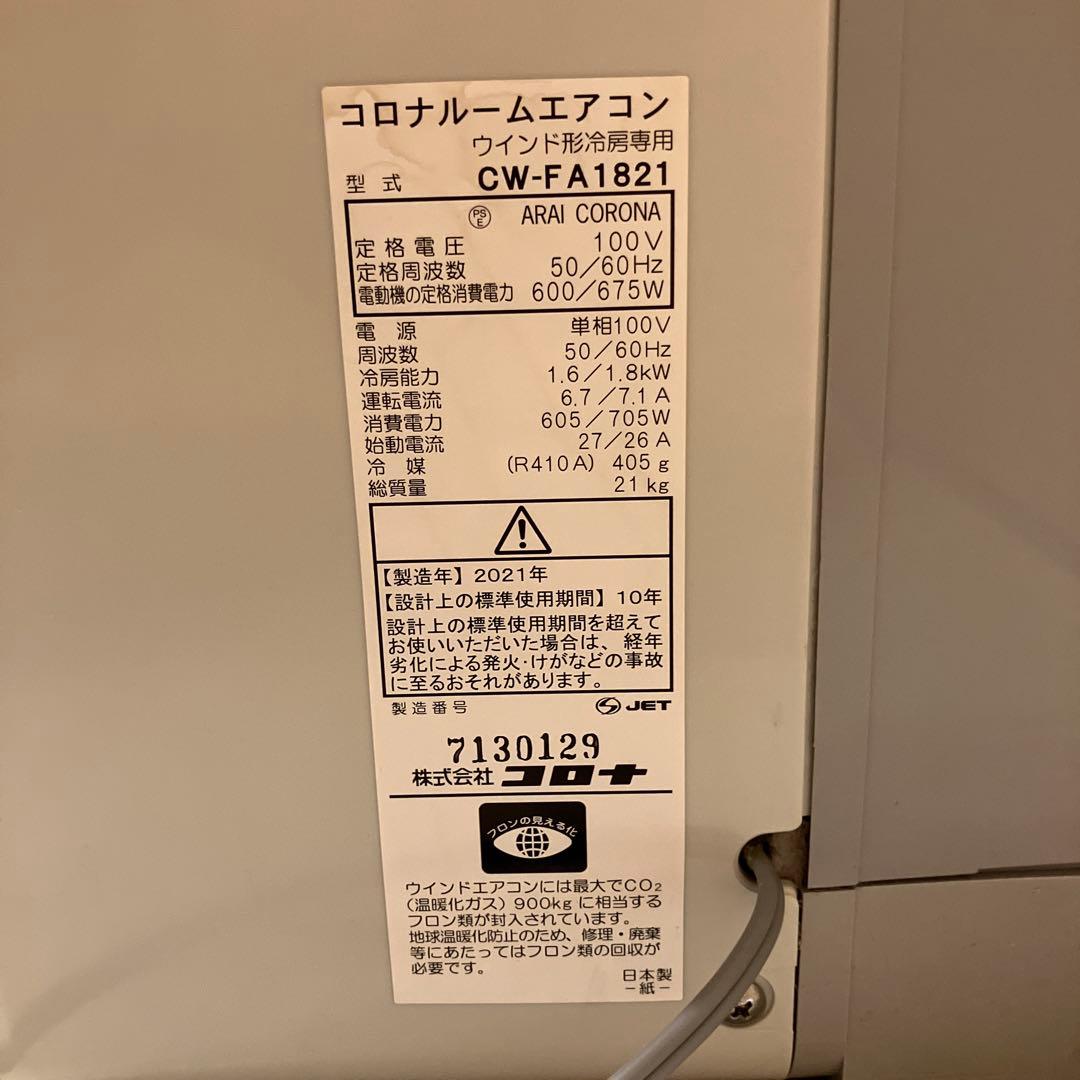 コロナルームエアコン
ウインド形冷房専用
型式 CW-FA1821
PSE ARAI CORONA
定格電圧 100V
定格周波数 50/60Hz
電動機の定格消費電力 600/675W
電源 単相100V
周波数 50/60Hz
冷房能力 1.6/1.8kW
運転電流 6.7/7.1A
消費電力 605/705W
始動電流 27/26A
冷媒 (R410A) 405g
総質量 21kg
【製造年】2021年
【設計上の標準使用期間】10年
設計上の標準使用期間を超えて
お使いいただいた場合は、経年
劣化による発火・けがなどの事故
に至るおそれがあります。
製造番号 JET
7130129
株式会社 コロナ
フロンの見える化
ウインドエアコンには最大でCO₂
(温暖化ガス)900kgに相当する
フロン類が封入されています。
地球温暖化防止のため、修理・廃棄
等にあたってはフロン類の回収が
必要です。
日本製
-紙-